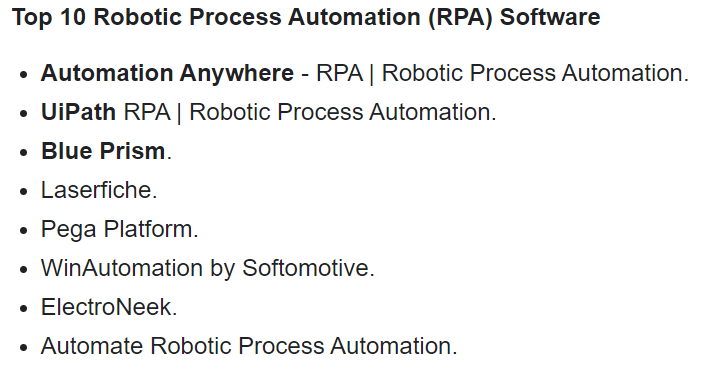 Top 10 Robotic Process Automation (RPA) Software
• Automation Anywhere - RPA | Robotic Process Automation.
• UiPath RPA | Robotic Process Automation.
• Blue Prism.
• Laserfiche.
• Pega Platform.
• WinAutomation by Softomotive.
• ElectroNeek.
• Automate Robotic Process Automation.